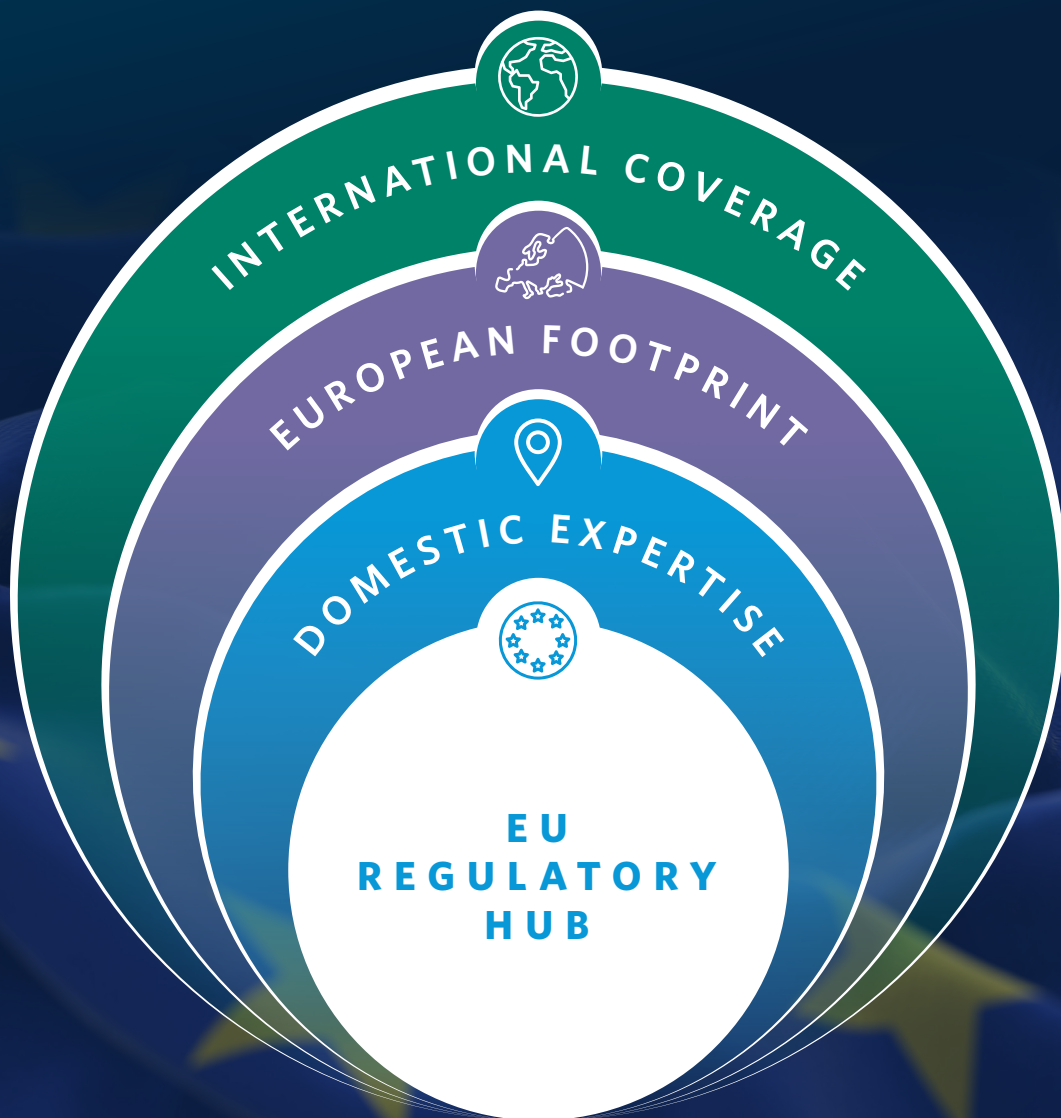 INTERNATIONAL COVERAGE
EUROPEAN FOOTPRINT
DOMESTIC EXPERTISE
EU
REGULATORY
HUB